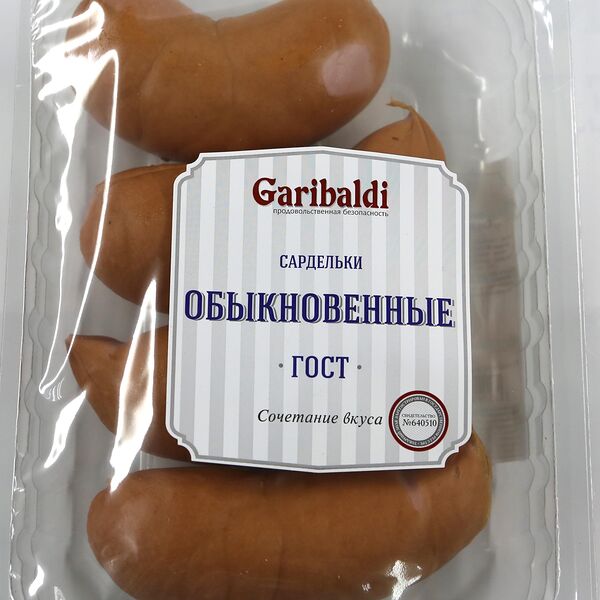 Garibaldi
продовольственная безопасность
САРДЕЛЬКИ
ОБЫКНОВЕННЫЕ
· ГОСТ ·
Сочетание вкуса
СВИДЕТЕЛЬСТВО
№640510